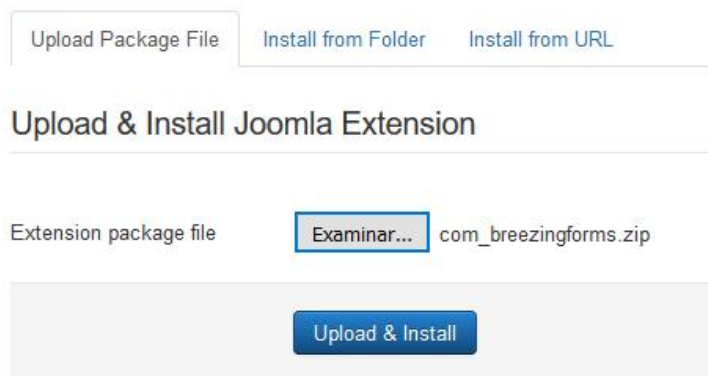 Upload Package File Install from Folder Install from URL
Upload & Install Joomla Extension
Extension package file Examinar... com_breezingforms.zip
Upload & Install